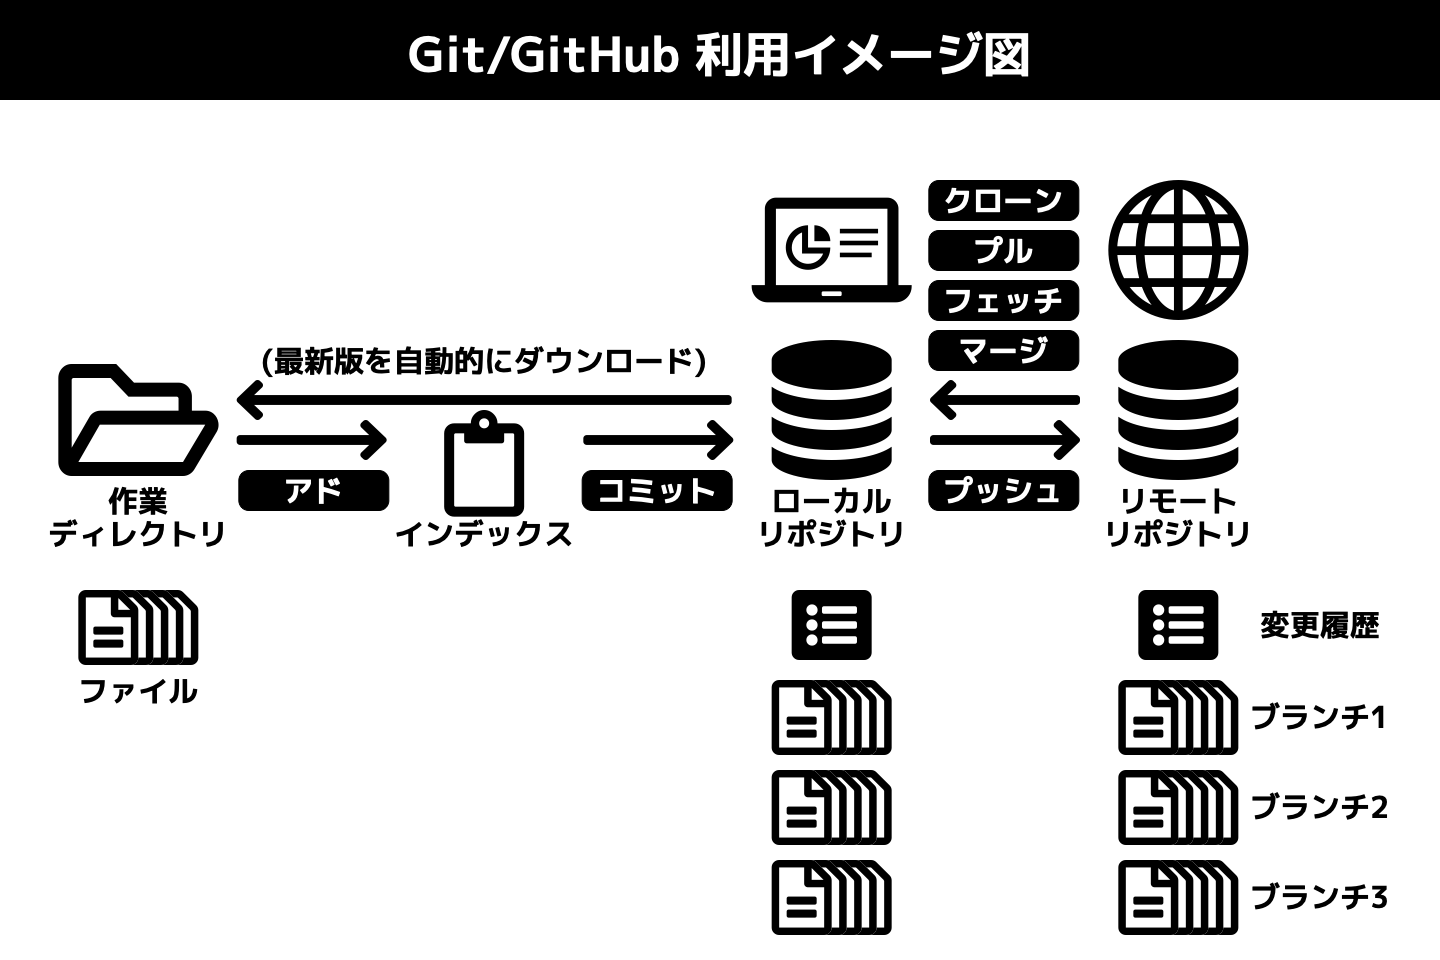 Git/GitHub 利用イメージ図
クローン
プル
フェッチ
マージ
(最新版を自動的にダウンロード)
アド
コミット
プッシュ
作業
ディレクトリ
インデックス
ローカル
リポジトリ
リモート
リポジトリ
ファイル
変更履歴
ブランチ1
ブランチ2
ブランチ3